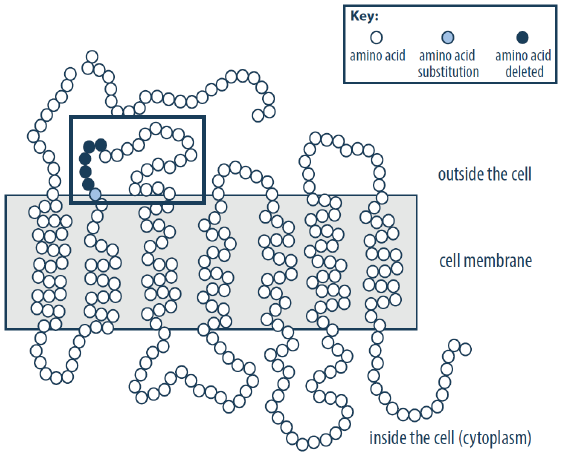 Key:
amino acid
amino acid
substitution
amino acid
deleted
outside the cell
cell membrane
inside the cell (cytoplasm)